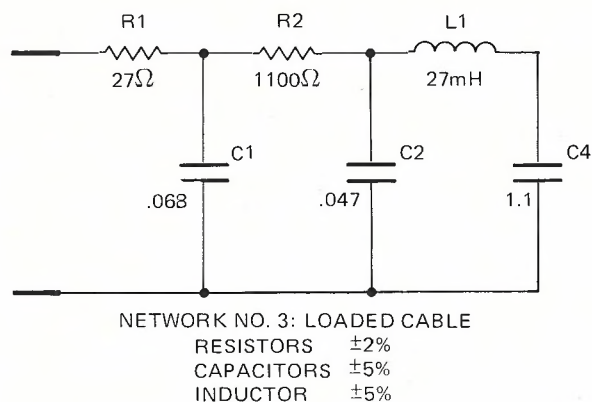 R1 R2 L1
27Ω 1100Ω 27mH
C1 C2 C4
.068 .047 1.1
NETWORK NO. 3: LOADED CABLE
RESISTORS ±2%
CAPACITORS ±5%
INDUCTOR ±5%